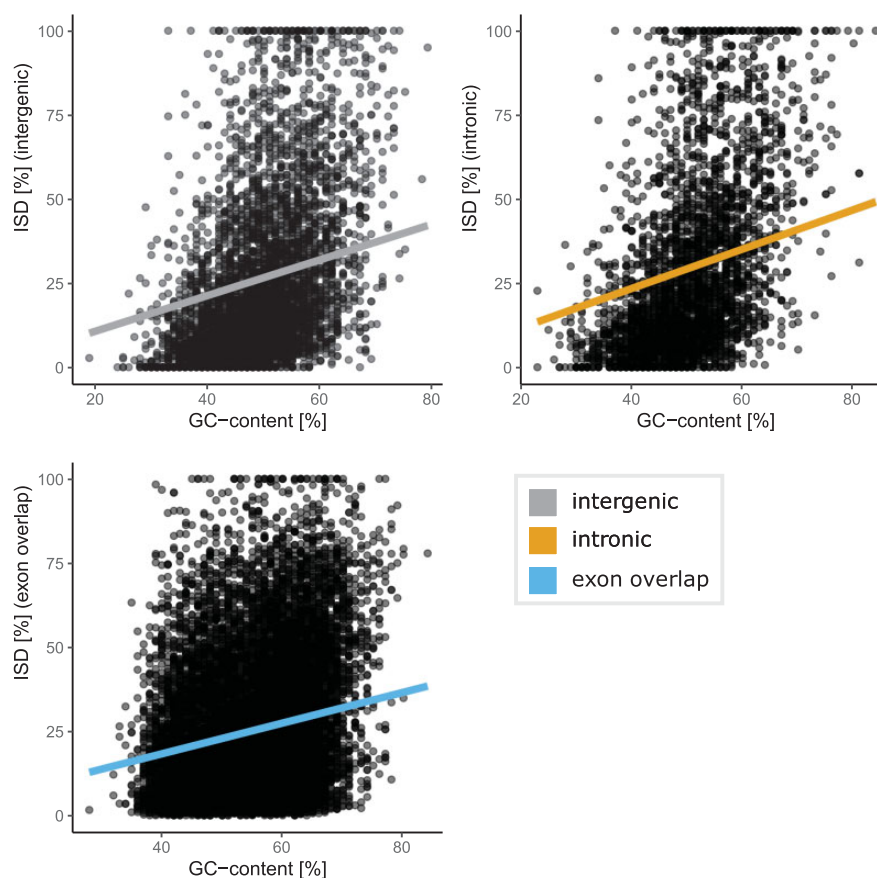 ISD [%] (intergenic)
100
75
50
25
0
20 40 60 80
GC−content [%]
ISD [%] (intronic)
100
75
50
25
0
20 40 60 80
GC−content [%]
ISD [%] (exon overlap)
100
75
50
25
0
40 60 80
GC−content [%]
intergenic
intronic
exon overlap